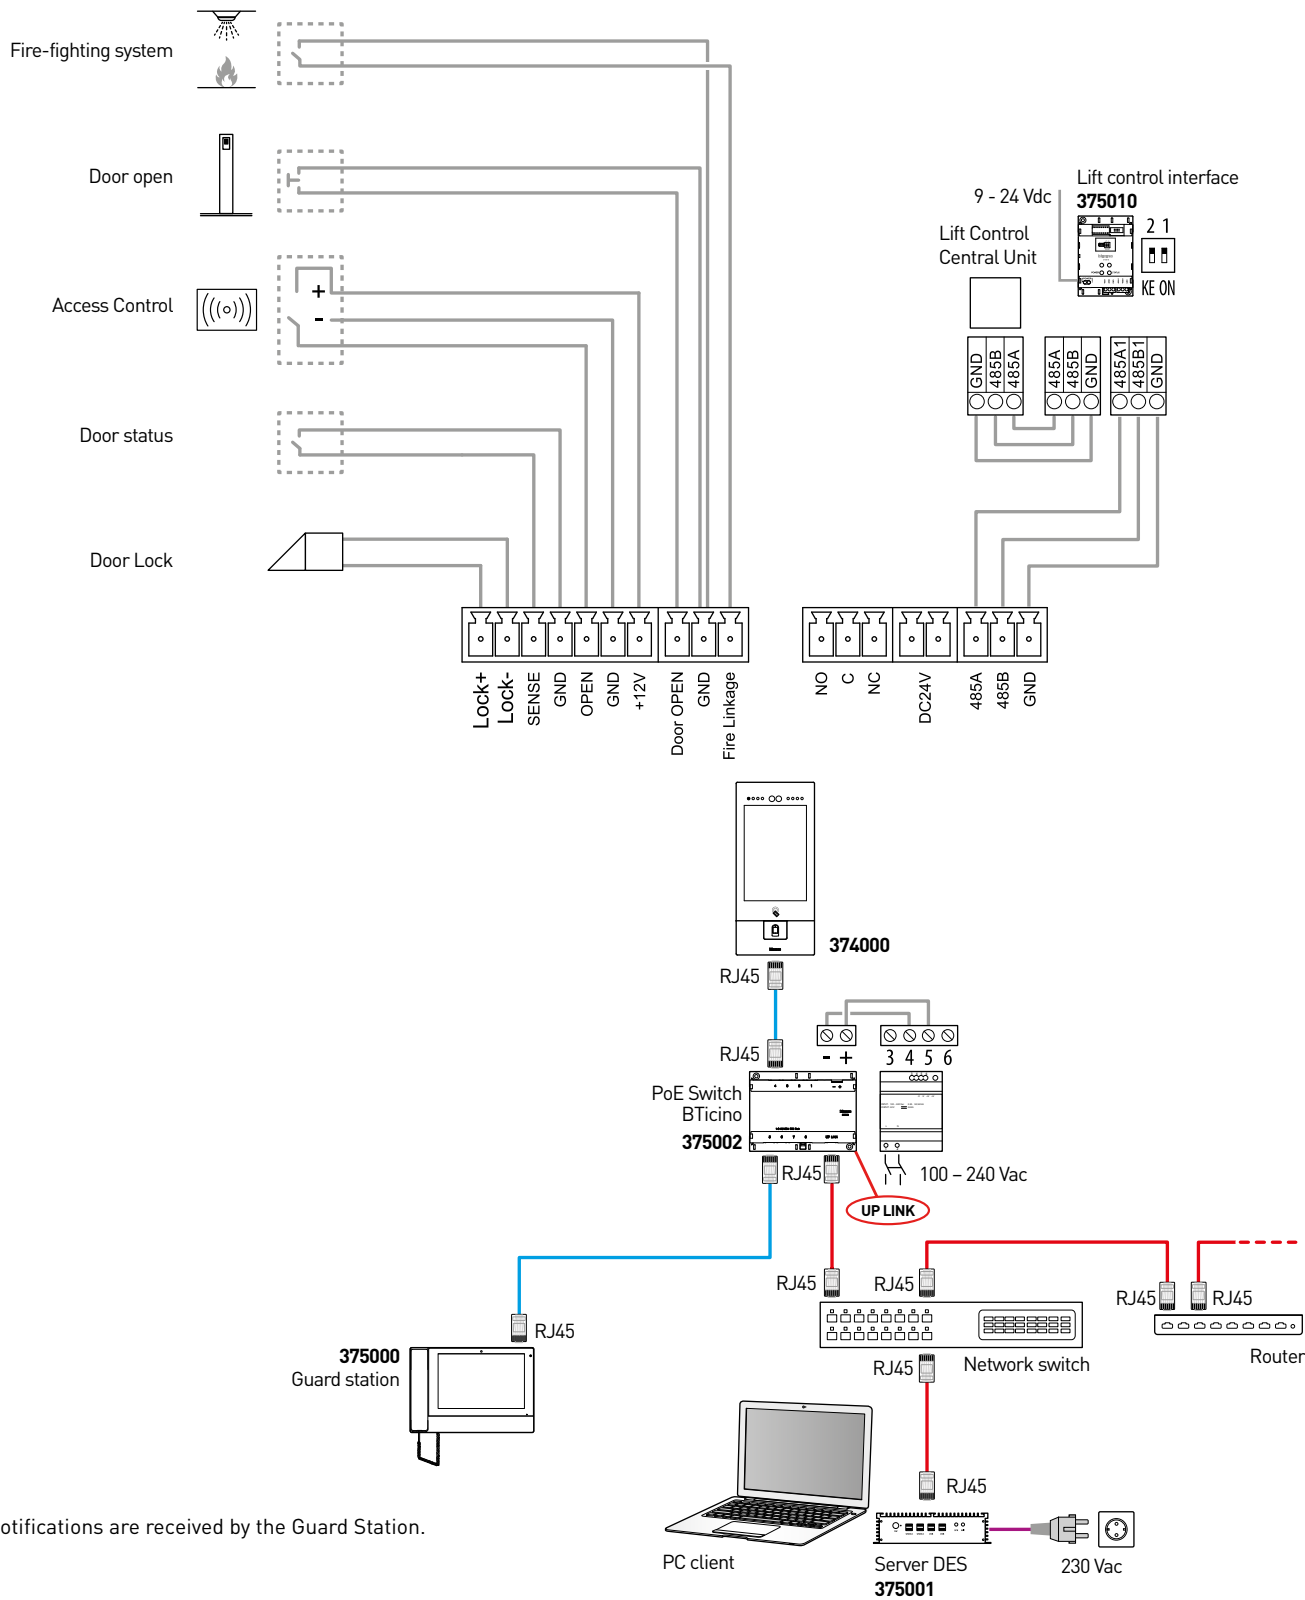 Fire-fighting system
Door open
Access Control
+
-
Door status
Door Lock
Lock+
Lock-
SENSE
GND
OPEN
GND
+12V
Door OPEN
GND
Fire Linkage
Lift control interface
375010
9 - 24 Vdc
2 1
KE ON
Lift Control
Central Unit
GND
485B
485A
485A
485B
GND
485A1
485B1
GND
NO
C
NC
DC24V
485A
485B
GND
374000
RJ45
RJ45
- +
3 4 5 6
PoE Switch
BTicino
375002
RJ45
100 – 240 Vac
UP LINK
RJ45
RJ45
RJ45
RJ45
RJ45
375000
Guard station
RJ45
Network switch
Router
RJ45
otifications are received by the Guard Station.
PC client
Server DES
375001
230 Vac